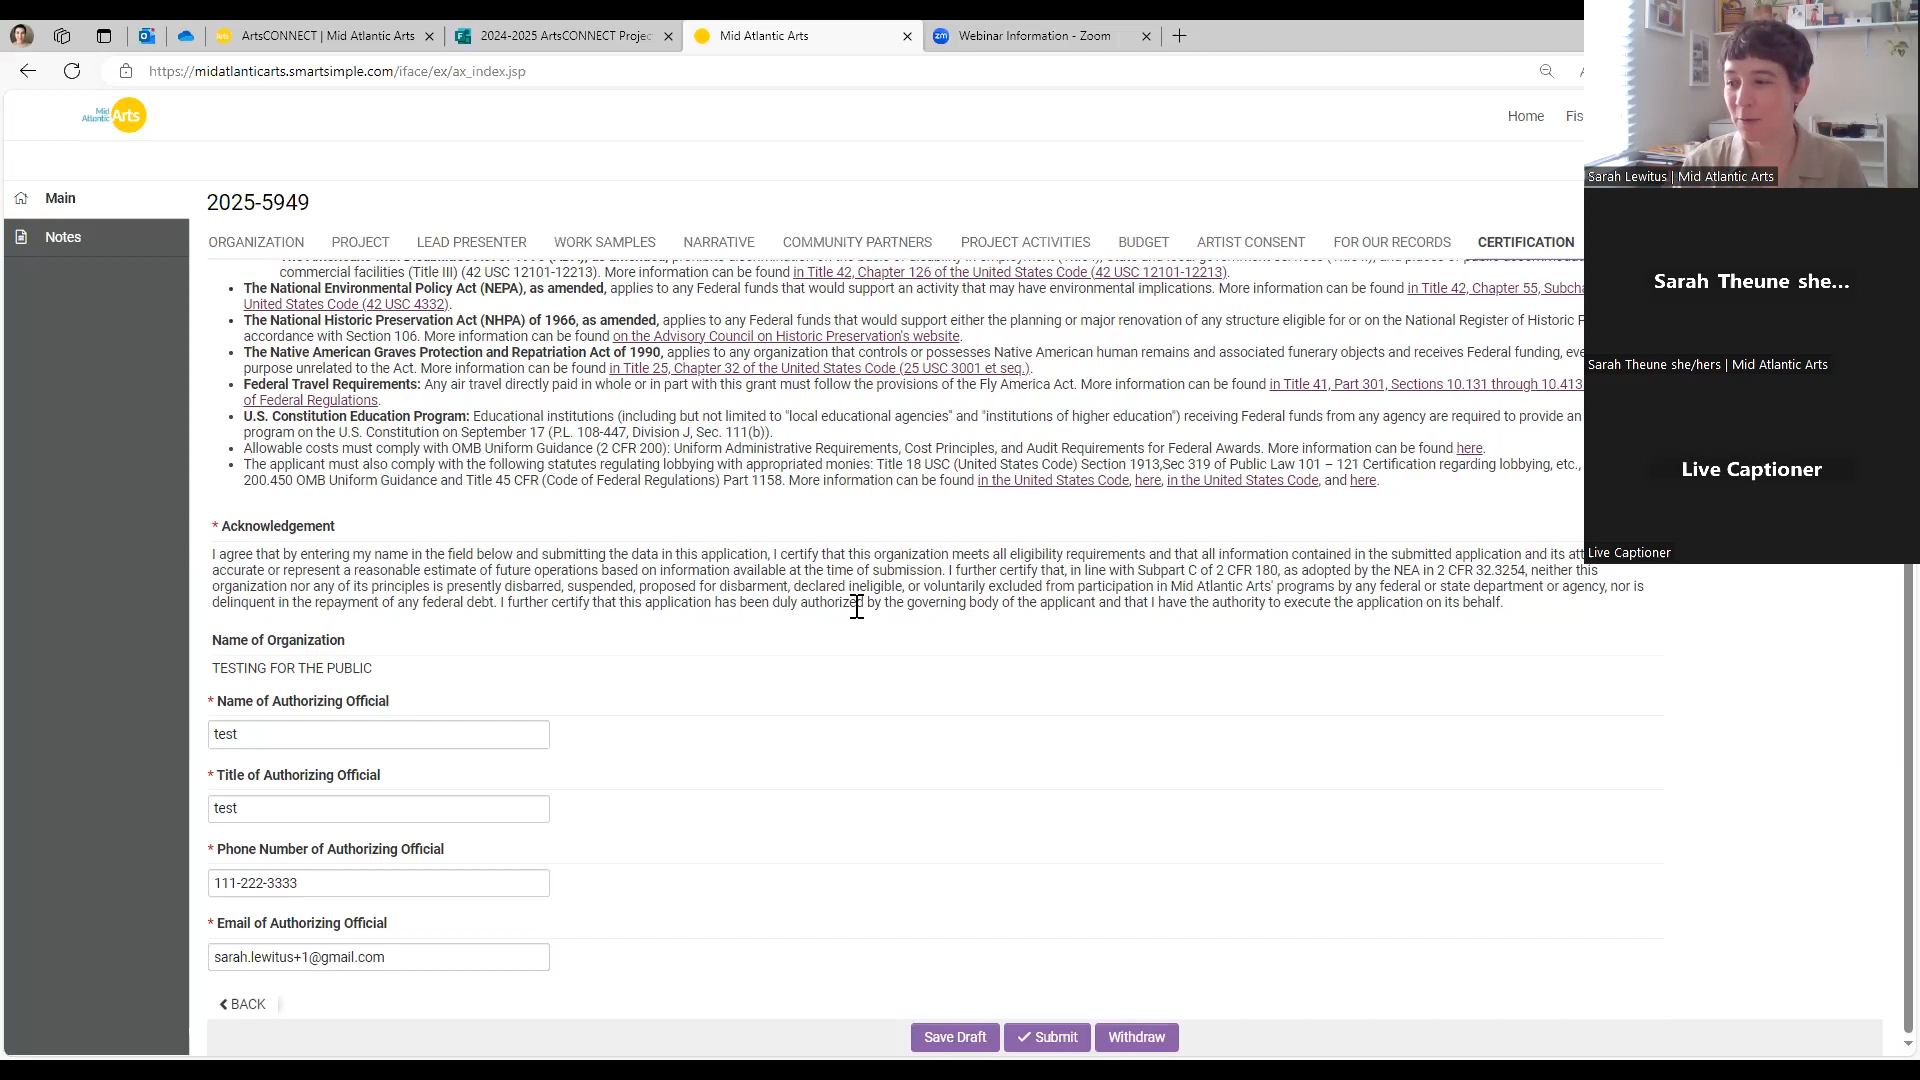 ArtsCONNECT | Mid Atlantic Arts
2024-2025 ArtsCONNECT Projec
Mid Atlantic Arts
zm Webinar Information - Zoom
https://midatlanticarts.smartsimple.com/iface/ex/ax_index.jsp
Mid Atlantic Arts
Home Fis
Main
Notes
2025-5949
ORGANIZATION PROJECT LEAD PRESENTER WORK SAMPLES NARRATIVE COMMUNITY PARTNERS PROJECT ACTIVITIES BUDGET ARTIST CONSENT FOR OUR RECORDS CERTIFICATION
commercial facilities (Title III) (42 USC 12101-12213). More information can be found in Title 42, Chapter 126 of the United States Code (42 USC 12101-12213).
• The National Environmental Policy Act (NEPA), as amended, applies to any Federal funds that would support an activity that may have environmental implications. More information can be found in Title 42, Chapter 55, Subcha
United States Code (42 USC 4332).
• The National Historic Preservation Act (NHPA) of 1966, as amended, applies to any Federal funds that would support either the planning or major renovation of any structure eligible for or on the National Register of Historic P
accordance with Section 106. More information can be found on the Advisory Council on Historic Preservation's website.
• The Native American Graves Protection and Repatriation Act of 1990, applies to any organization that controls or possesses Native American human remains and associated funerary objects and receives Federal funding, eve
purpose unrelated to the Act. More information can be found in Title 25, Chapter 32 of the United States Code (25 USC 3001 et seq.).
• Federal Travel Requirements: Any air travel directly paid in whole or in part with this grant must follow the provisions of the Fly America Act. More information can be found in Title 41, Part 301, Sections 10.131 through 10.413
of Federal Regulations.
• U.S. Constitution Education Program: Educational institutions (including but not limited to "local educational agencies" and "institutions of higher education") receiving Federal funds from any agency are required to provide an
program on the U.S. Constitution on September 17 (P.L. 108-447, Division J, Sec. 111(b)).
• Allowable costs must comply with OMB Uniform Guidance (2 CFR 200): Uniform Administrative Requirements, Cost Principles, and Audit Requirements for Federal Awards. More information can be found here.
• The applicant must also comply with the following statutes regulating lobbying with appropriated monies: Title 18 USC (United States Code) Section 1913,Sec 319 of Public Law 101 – 121 Certification regarding lobbying, etc.,
200.450 OMB Uniform Guidance and Title 45 CFR (Code of Federal Regulations) Part 1158. More information can be found in the United States Code, here, in the United States Code, and here.
* Acknowledgement
I agree that by entering my name in the field below and submitting the data in this application, I certify that this organization meets all eligibility requirements and that all information contained in the submitted application and its att
accurate or represent a reasonable estimate of future operations based on information available at the time of submission. I further certify that, in line with Subpart C of 2 CFR 180, as adopted by the NEA in 2 CFR 32.3254, neither this
organization nor any of its principles is presently disbarred, suspended, proposed for disbarment, declared ineligible, or voluntarily excluded from participation in Mid Atlantic Arts' programs by any federal or state department or agency, nor is
delinquent in the repayment of any federal debt. I further certify that this application has been duly authorized by the governing body of the applicant and that I have the authority to execute the application on its behalf.
Name of Organization
TESTING FOR THE PUBLIC
* Name of Authorizing Official
test
* Title of Authorizing Official
test
* Phone Number of Authorizing Official
111-222-3333
* Email of Authorizing Official
sarah.lewitus+1@gmail.com
BACK
Save Draft Submit Withdraw
Sarah Lewitus | Mid Atlantic Arts
Sarah Theune she...
Sarah Theune she/hers | Mid Atlantic Arts
Live Captioner
Live Captioner